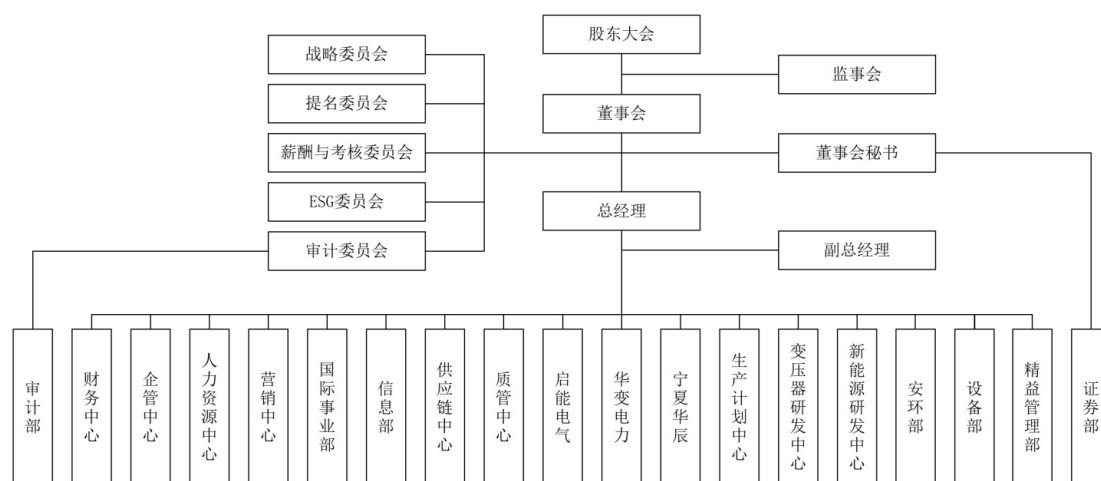 股东大会
战略委员会
监事会
提名委员会
董事会
薪酬与考核委员会
董事会秘书
ESG委员会
总经理
审计委员会
副总经理
审计部
财务中心
企管中心
人力资源中心
营销中心
国际事业部
信息部
供应链中心
质管中心
启能电气
华变电力
宁夏华辰
生产计划中心
变压器研发中心
新能源研发中心
安环部
设备部
精益管理部
证券部